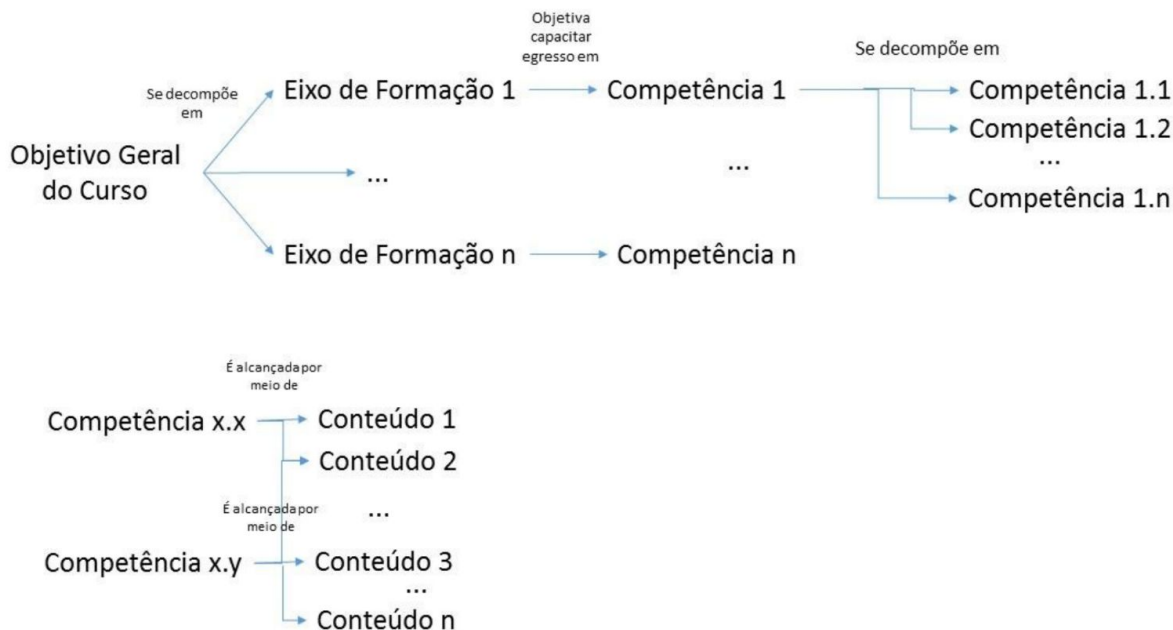 Objetiva
capacitar
egresso em
Se decompõe em
Se decompõe
em
Eixo de Formação 1
Competência 1
Competência 1.1
Competência 1.2
...
Competência 1.n
Objetivo Geral
do Curso
...
...
Eixo de Formação n
Competência n
É alcançada por
meio de
Competência x.x
Conteúdo 1
Conteúdo 2
...
É alcançada por
meio de
Competência x.y
Conteúdo 3
...
Conteúdo n